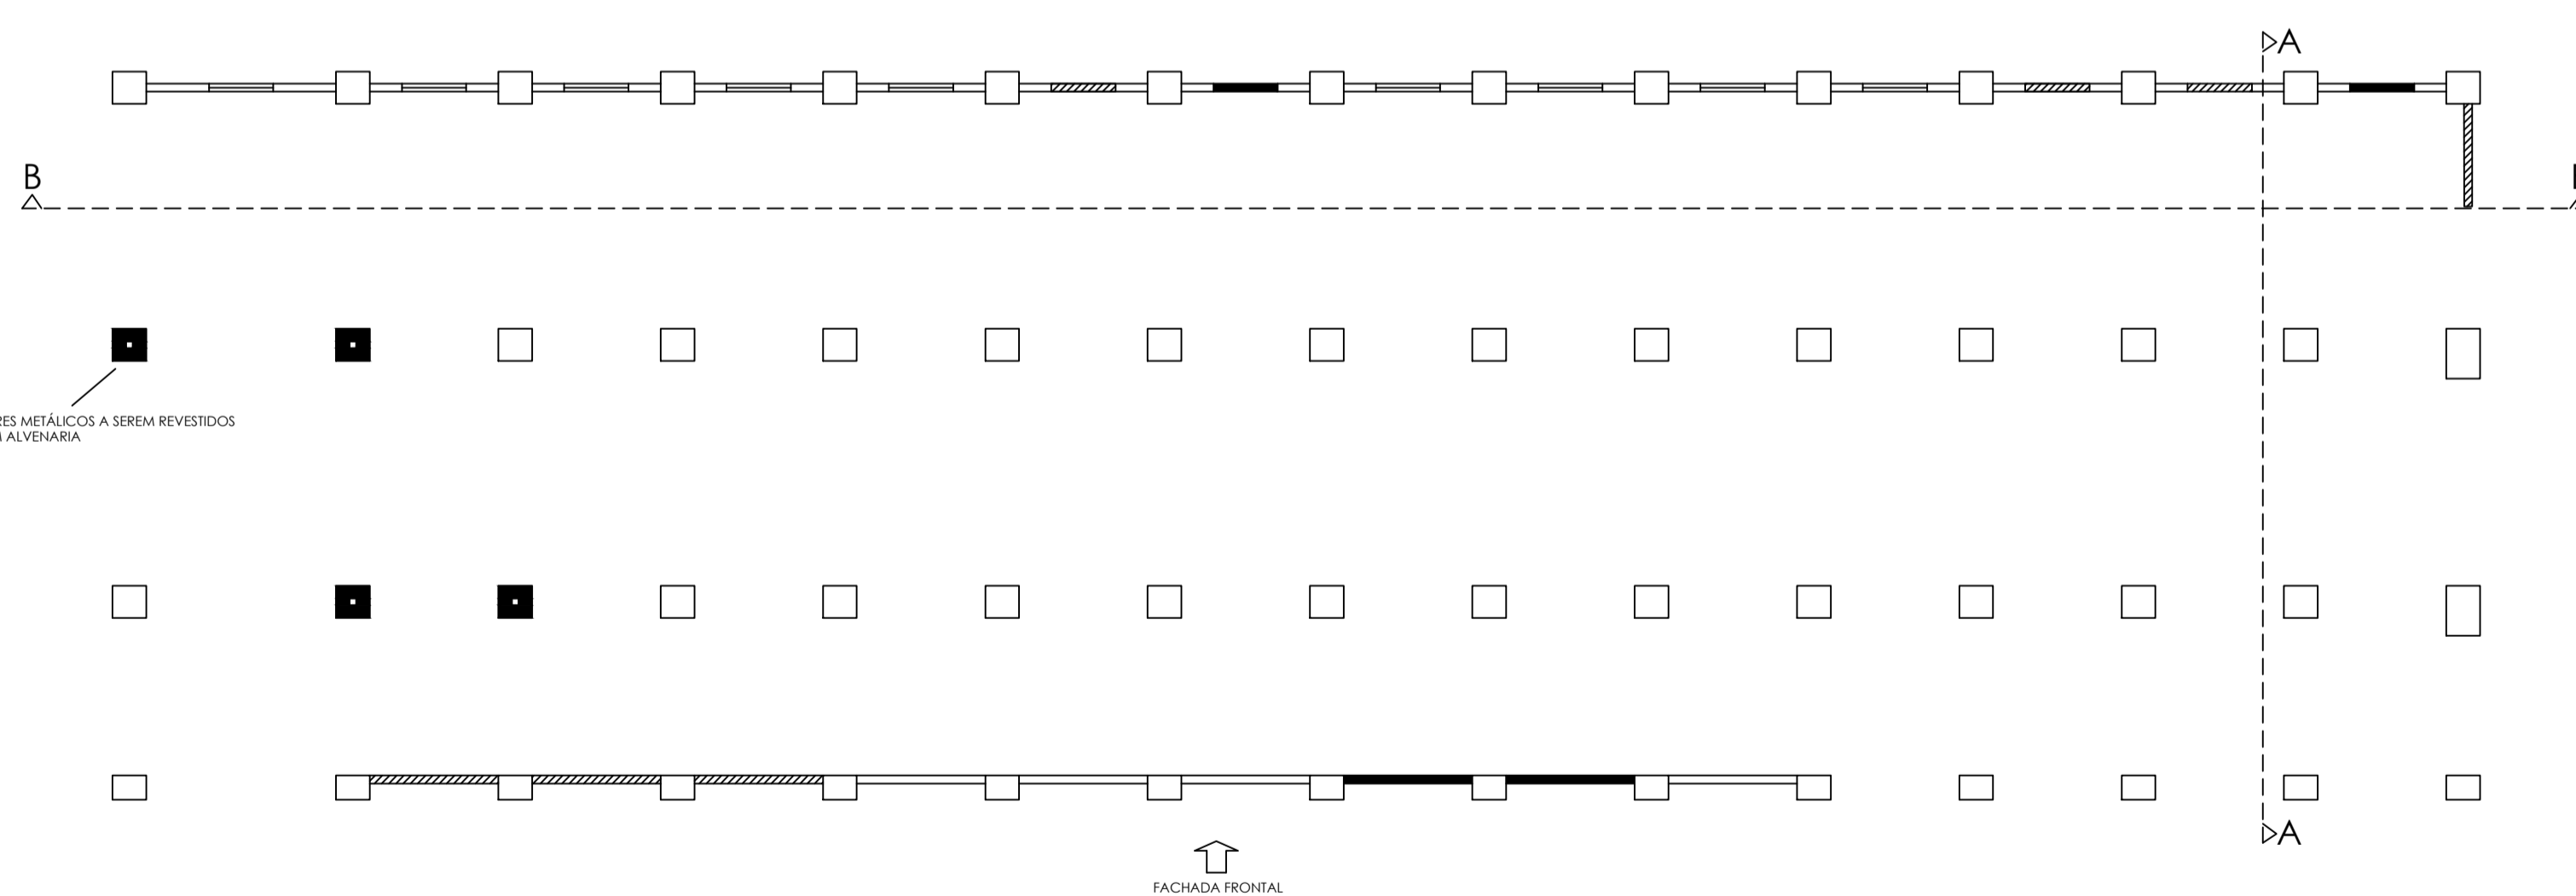 A
B
RES METÁLICOS A SEREM REVESTIDOS
ALVENARIA
A
FACHADA FRONTAL